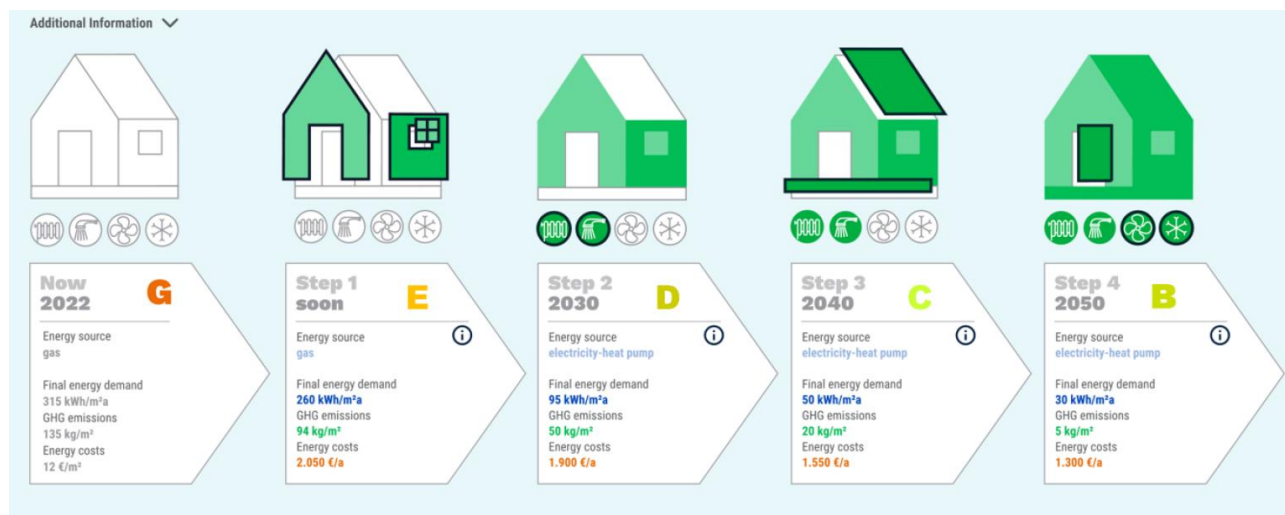 Additional Information
Now
2022
G
Energy source
gas
Final energy demand
315 kWh/m²a
GHG emissions
135 kg/m²
Energy costs
12 €/m²
Step 1
soon
E
Energy source
gas
Final energy demand
260 kWh/m²a
GHG emissions
94 kg/m²
Energy costs
2.050 €/a
Step 2
2030
D
Energy source
electricity-heat pump
Final energy demand
95 kWh/m²a
GHG emissions
50 kg/m²
Energy costs
1.900 €/a
Step 3
2040
C
Energy source
electricity-heat pump
Final energy demand
50 kWh/m²a
GHG emissions
20 kg/m²
Energy costs
1.550 €/a
Step 4
2050
B
Energy source
electricity-heat pump
Final energy demand
30 kWh/m²a
GHG emissions
5 kg/m²
Energy costs
1.300 €/a